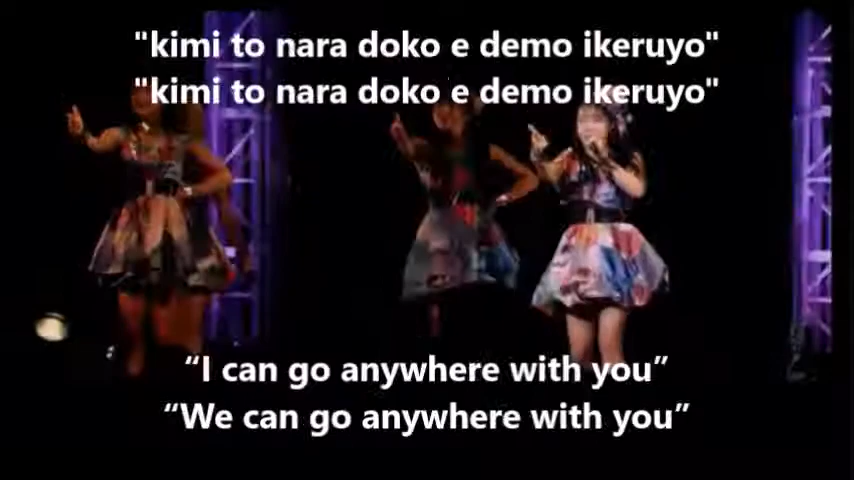 "kimi to nara doko e demo ikeruyo"
"kimi to nara doko e demo ikeruyo"
“I can go anywhere with you”
“We can go anywhere with you”